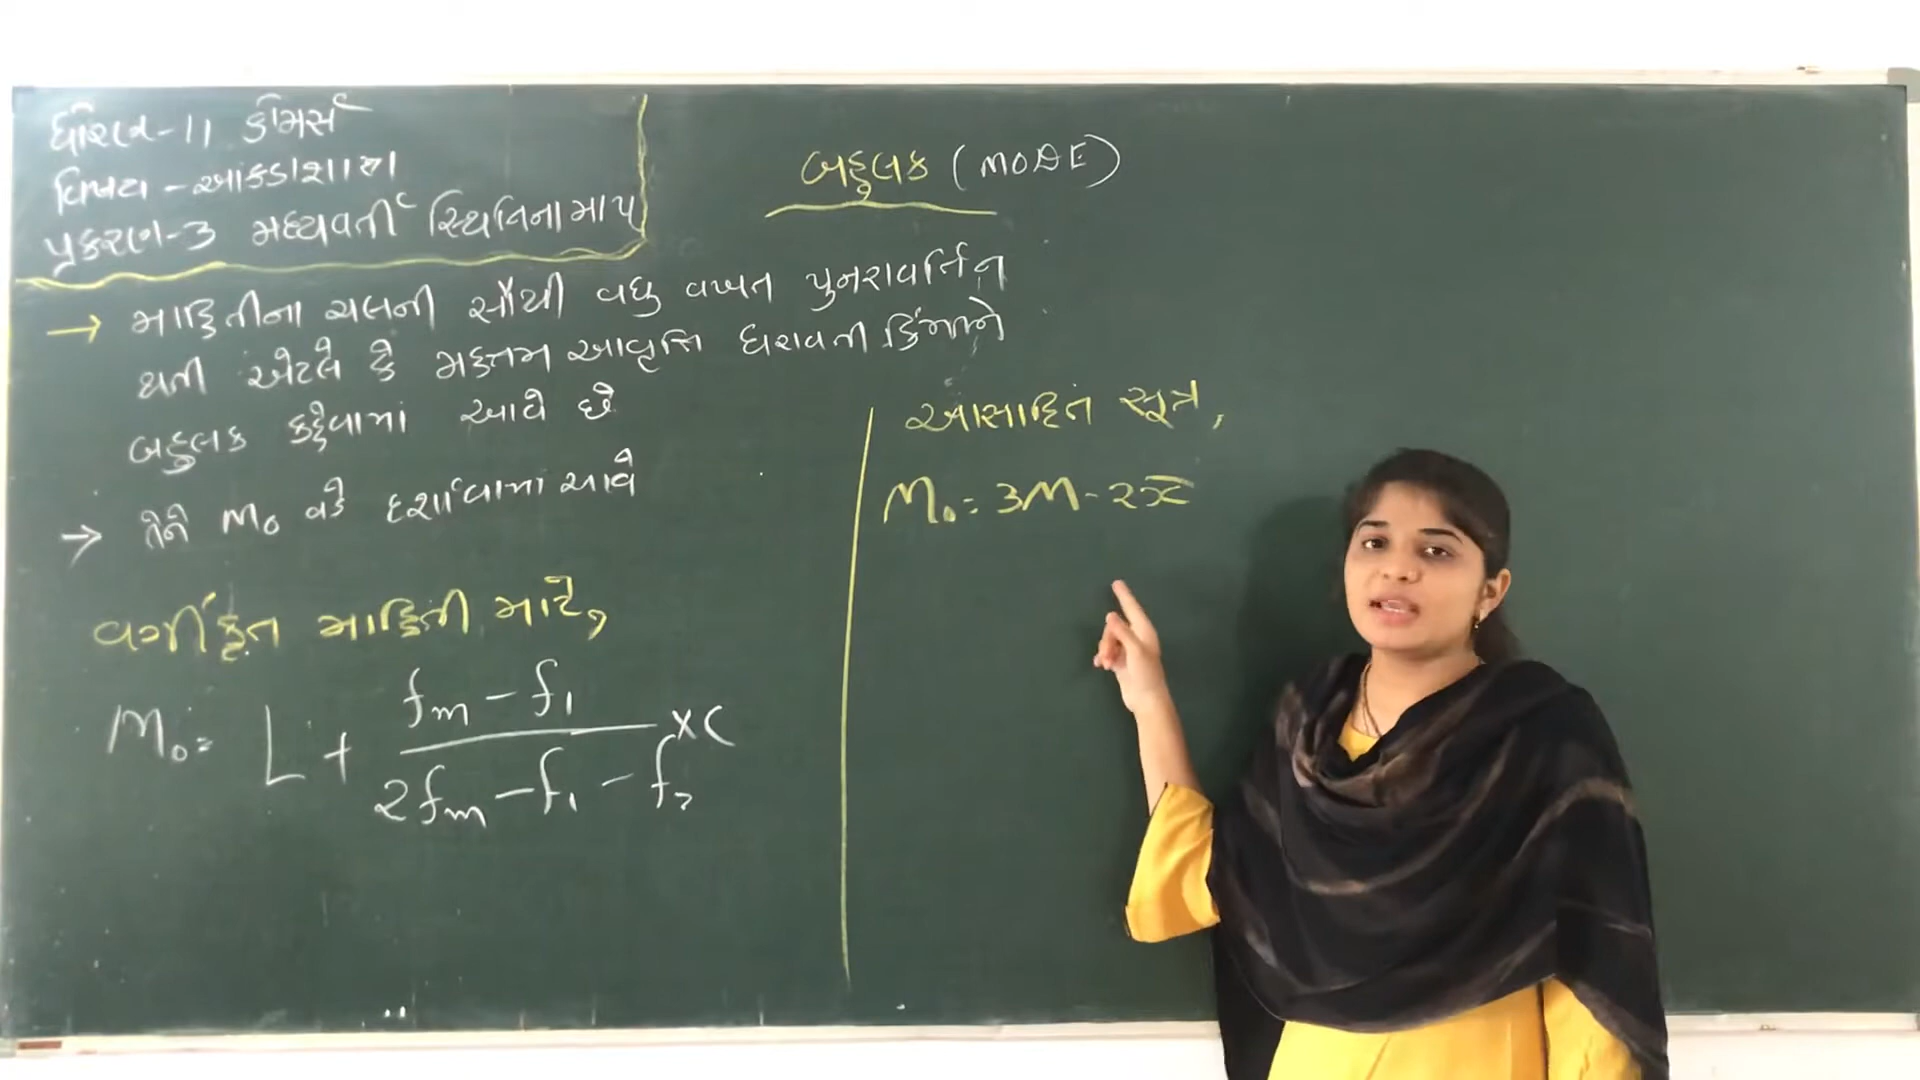 ધોરણ-11 કોમર્સ
વિષય - આંકડાશાસ્ત્ર
પ્રકરણ-3 મધ્યવર્તી સ્થિતિના માપ
બહુલક (MODE)
→ માહિતીના ચલની સૌથી વધુ વખત પુનરાવર્તિત
થતી એટલે કે મહત્તમ આવૃત્તિ ધરાવતી કિંમતને
બહુલક કહેવામાં આવે છે
→ તેને M₀ વડે દર્શાવવામાં આવે
વર્ગીકૃત માહિતી માટે,
M₀ = L + (fₘ - f₁) / (2fₘ - f₁ - f₂) × C
આસાદિત સૂત્ર,
M₀ = 3M - 2x̄